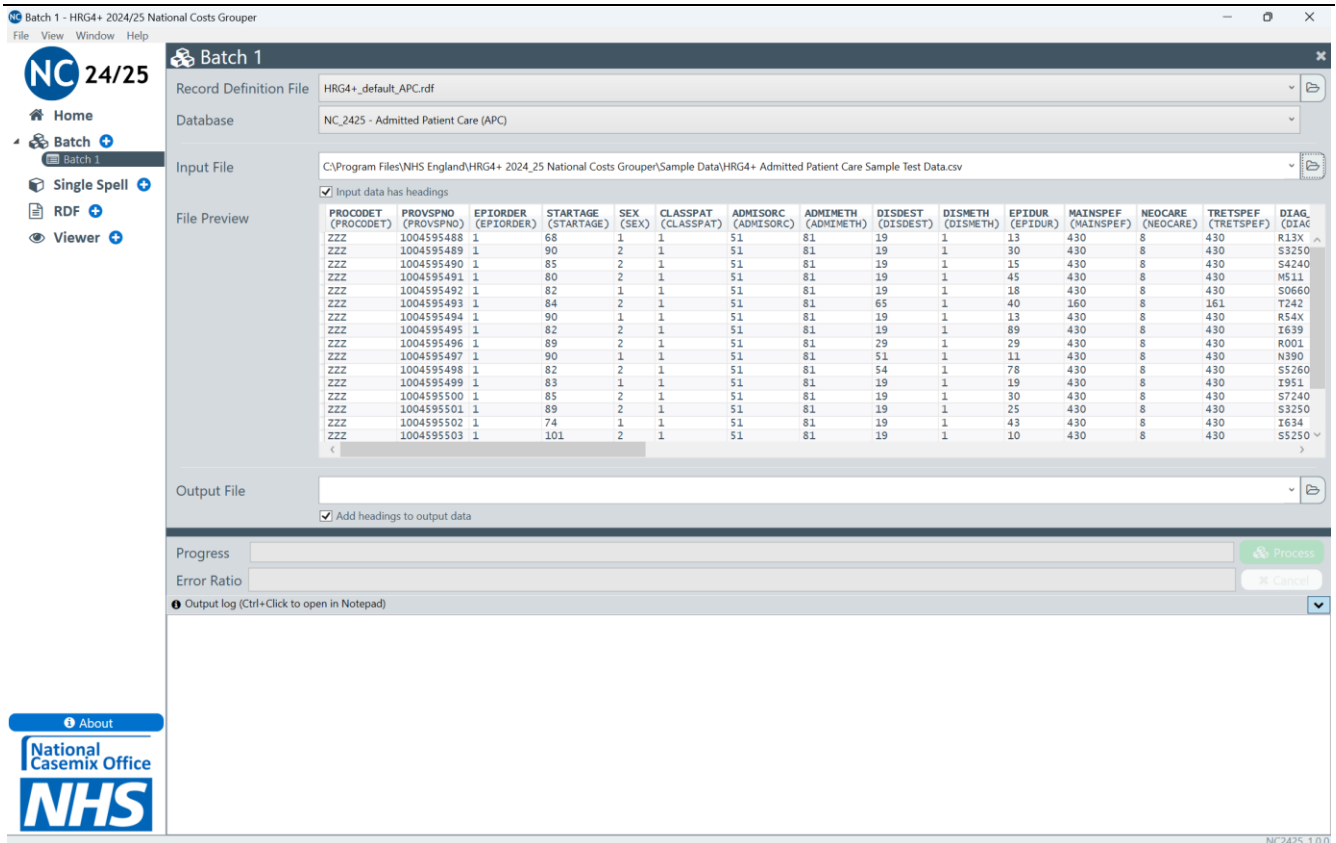 Batch 1 - HRG4+ 2024/25 National Costs Grouper
File View Window Help
NC 24/25
Home
Batch
Batch 1
Single Spell
RDF
Viewer
Batch 1
Record Definition File HRG4+_default_APC.rdf
Database NC_2425 - Admitted Patient Care (APC)
Input File C:\Program Files\NHS England\HRG4+ 2024_25 National Costs Grouper\Sample Data\HRG4+ Admitted Patient Care Sample Test Data.csv
Input data has headings
File Preview
PROCODET PROVSPNO EPIORDER STARTAGE SEX CLASSPAT ADMISORC ADMIMETH DISDEST DISMETH EPIDUR MAINSPEF NEOCARE TRETSPEF DIAG_
(PROCODET) (PROVSPNO) (EPIORDER) (STARTAGE) (SEX) (CLASSPAT) (ADMISORC) (ADMIMETH) (DISDEST) (DISMETH) (EPIDUR) (MAINSPEF) (NEOCARE) (TRETSPEF) (DIAG
ZZZ 1004595488 1 68 1 1 51 81 19 1 13 430 8 430 R13X
ZZZ 1004595489 1 90 2 1 51 81 19 1 30 430 8 430 S3250
ZZZ 1004595490 1 85 2 1 51 81 19 1 15 430 8 430 S4240
ZZZ 1004595491 1 80 2 1 51 81 19 1 45 430 8 430 M511
ZZZ 1004595492 1 82 1 1 51 81 19 1 18 430 8 430 S0660
ZZZ 1004595493 1 84 2 1 51 81 65 1 40 160 8 161 T242
ZZZ 1004595494 1 90 1 1 51 81 19 1 13 430 8 430 R54X
ZZZ 1004595495 1 82 2 1 51 81 19 1 89 430 8 430 I639
ZZZ 1004595496 1 89 2 1 51 81 29 1 29 430 8 430 R001
ZZZ 1004595497 1 90 1 1 51 81 51 1 11 430 8 430 N390
ZZZ 1004595498 1 82 2 1 51 81 54 1 78 430 8 430 S5260
ZZZ 1004595499 1 83 1 1 51 81 19 1 19 430 8 430 I951
ZZZ 1004595500 1 85 2 1 51 81 19 1 30 430 8 430 S7240
ZZZ 1004595501 1 89 2 1 51 81 19 1 25 430 8 430 S3250
ZZZ 1004595502 1 74 1 1 51 81 19 1 43 430 8 430 I634
ZZZ 1004595503 1 101 2 1 51 81 19 1 10 430 8 430 S5250
Output File
Add headings to output data
Progress Process
Error Ratio Cancel
Output log (Ctrl+Click to open in Notepad)
About
National
Casemix Office
NHS
NC2425 1.0.0